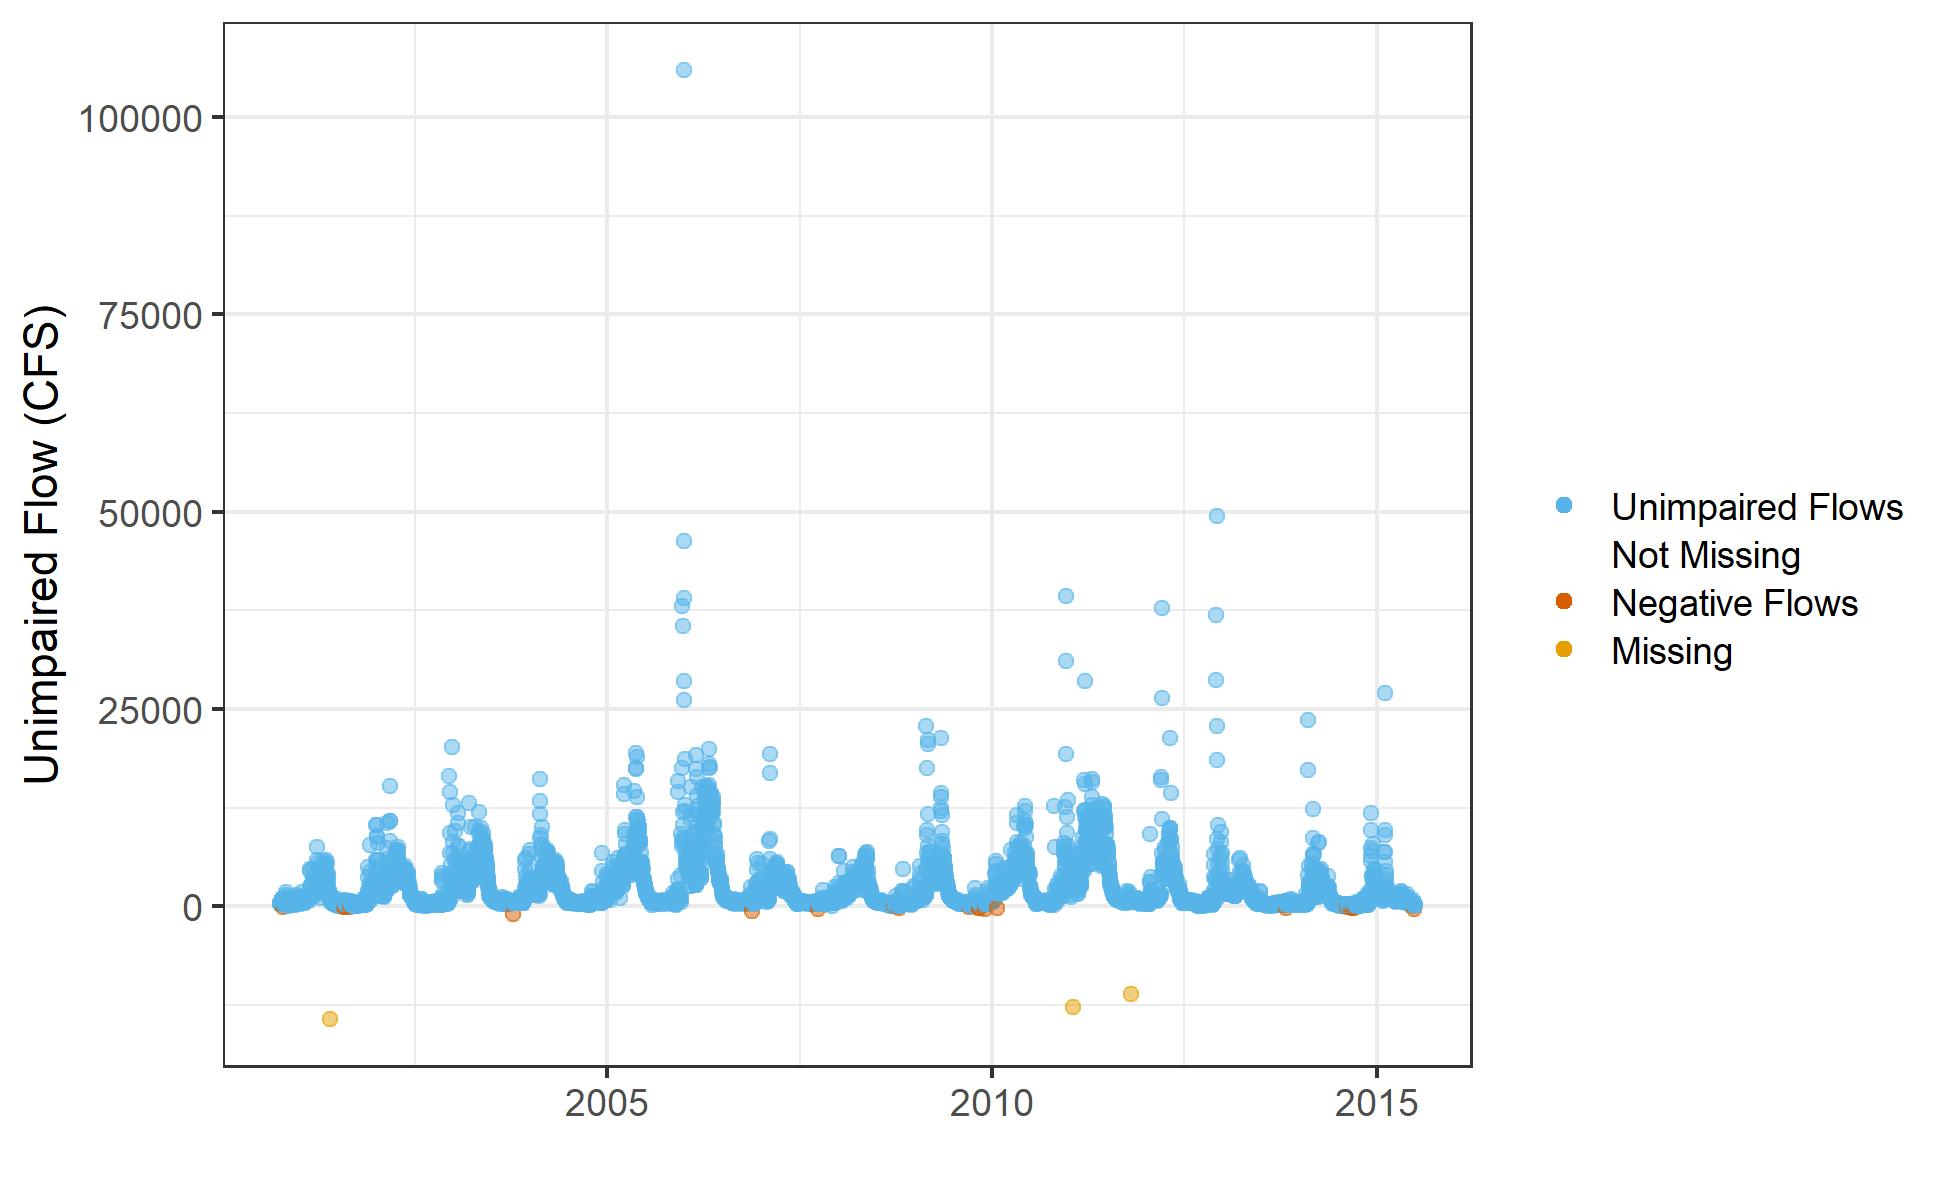 Unimpaired Flow (CFS)
100000
75000
50000
25000
0
2005
2010
2015
Unimpaired Flows
Not Missing
Negative Flows
Missing